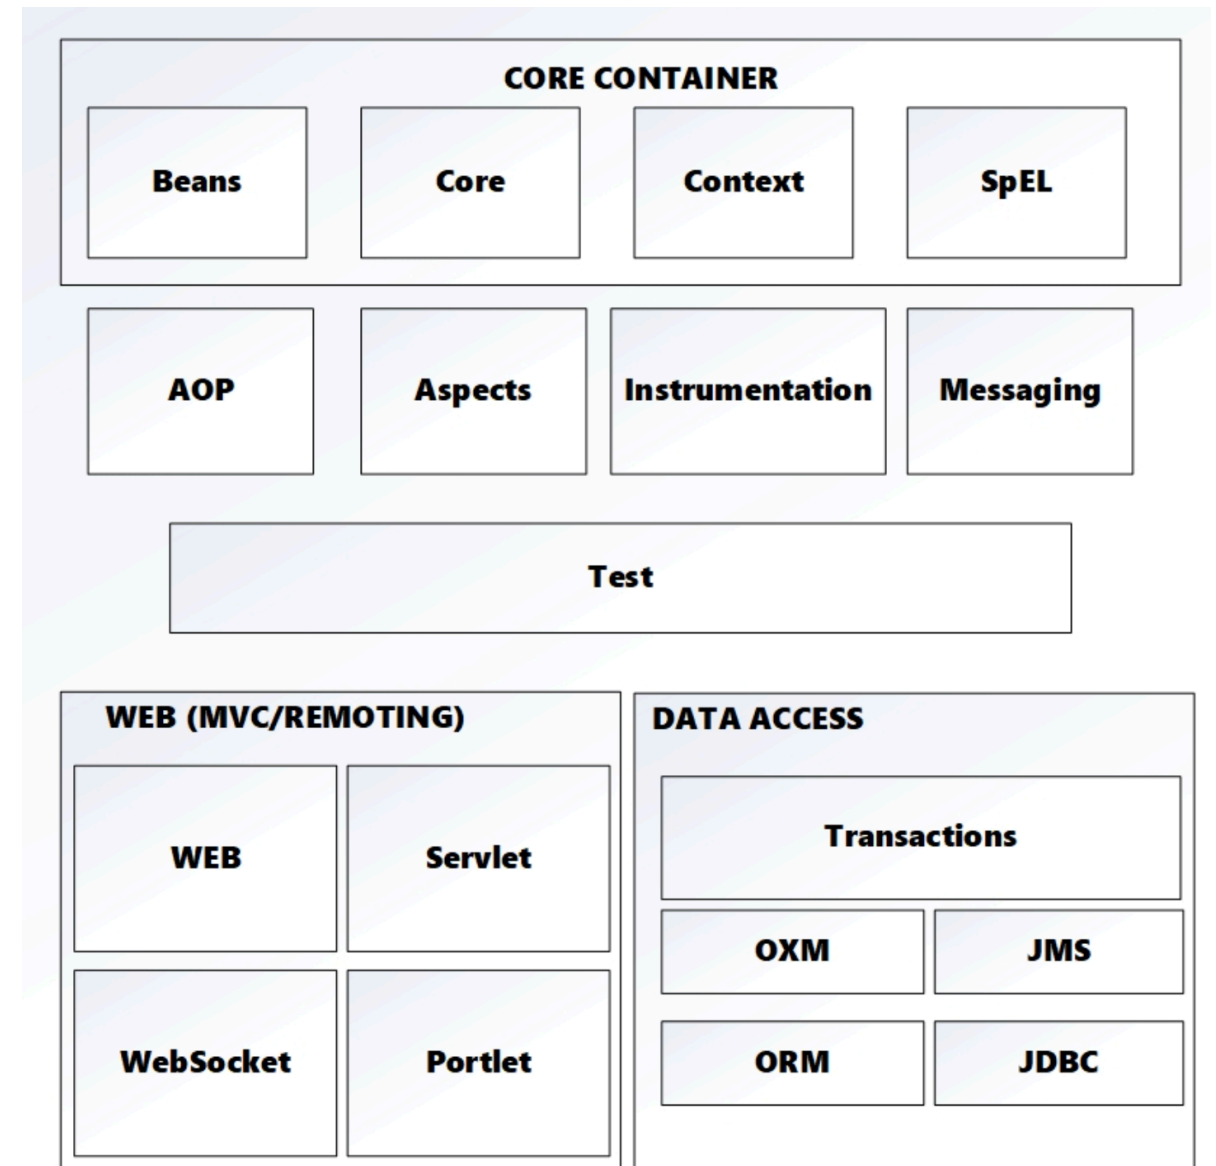 CORE CONTAINER
Beans
Core
Context
SpEL
AOP
Aspects
Instrumentation
Messaging
Test
WEB (MVC/REMOTING)
WEB
Servlet
WebSocket
Portlet
DATA ACCESS
Transactions
OXM
JMS
ORM
JDBC